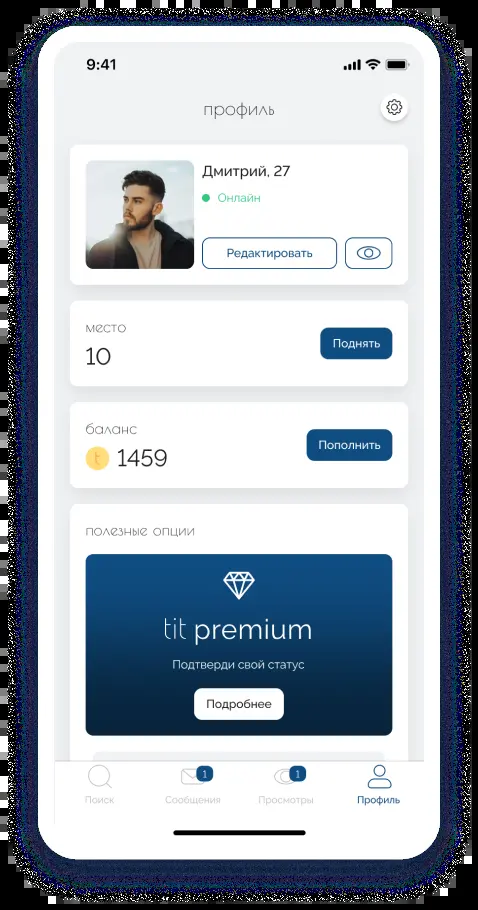 9:41
профиль
Дмитрий, 27
Онлайн
Редактировать
место
10
Поднять
баланс
t 1459
Пополнить
полезные опции
tit premium
Подтверди свой статус
Подробнее
1
1
Поиск
Сообщения
Просмотры
Профиль